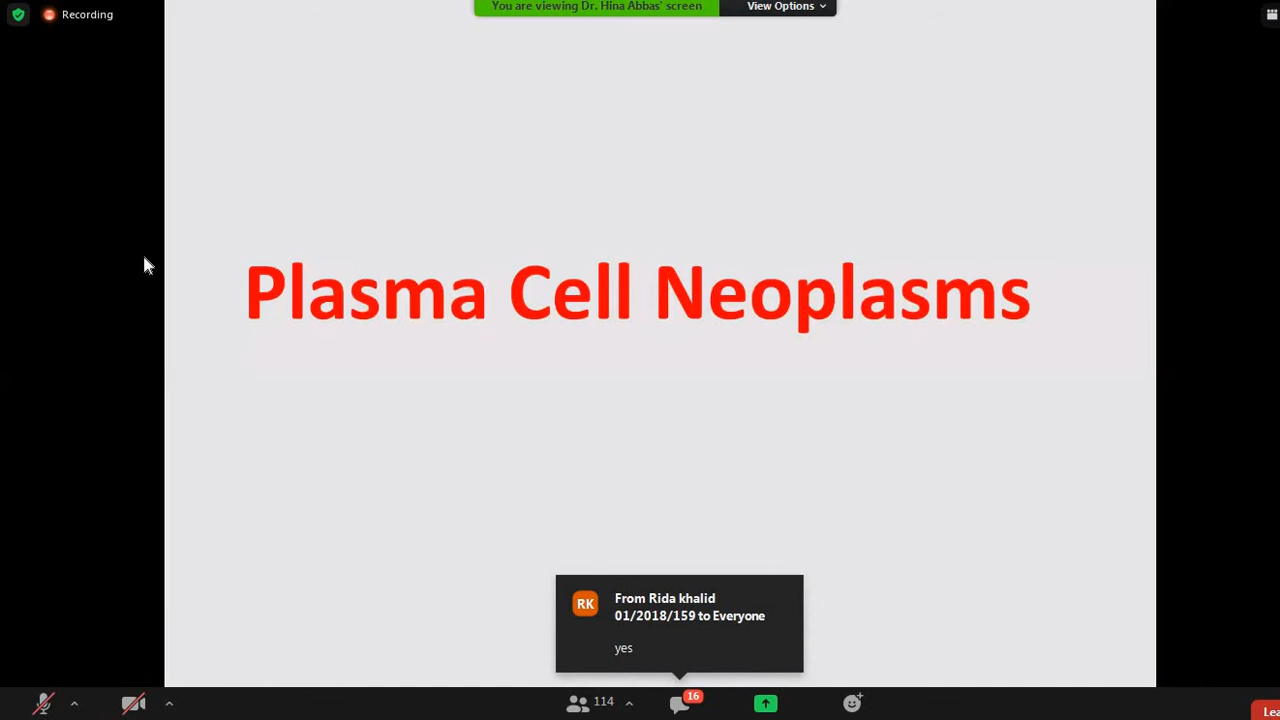 Recording
You are viewing Dr. Hina Abbas' screen
View Options
Plasma Cell Neoplasms
RK
From Rida khalid
01/2018/159 to Everyone
yes
114
16
Lea